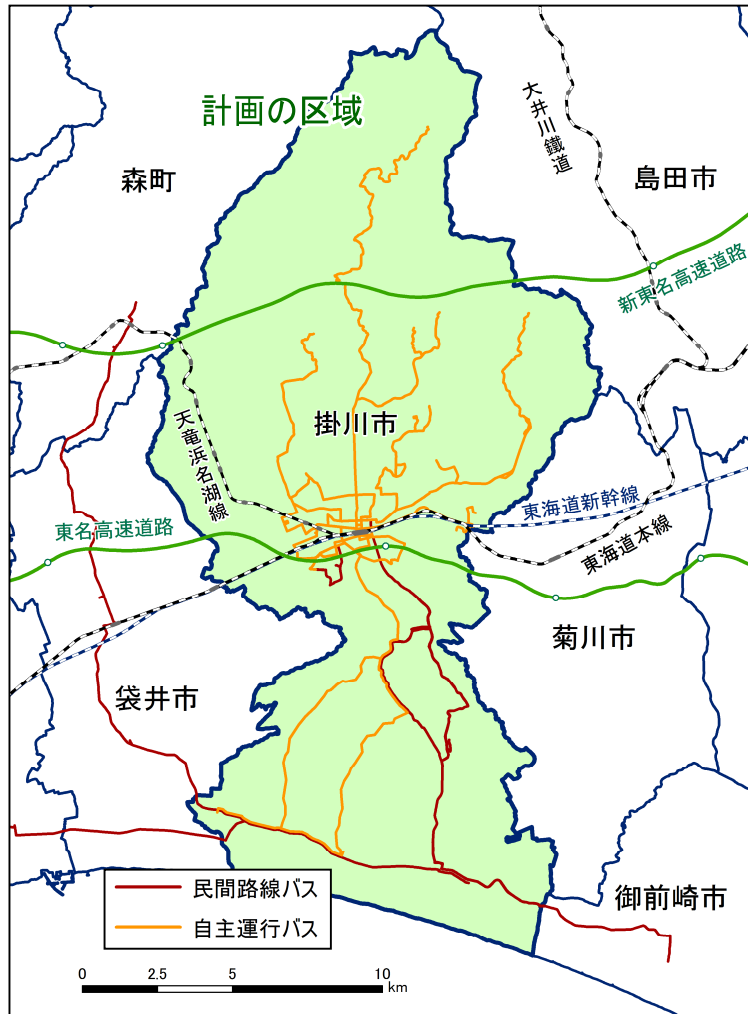 計画の区域
大井川鐵道
森町
島田市
新東名高速道路
掛川市
天竜浜名湖線
東海道新幹線
東名高速道路
東海道本線
菊川市
袋井市
民間路線バス
自主運行バス
御前崎市
0 2.5 5 10
km